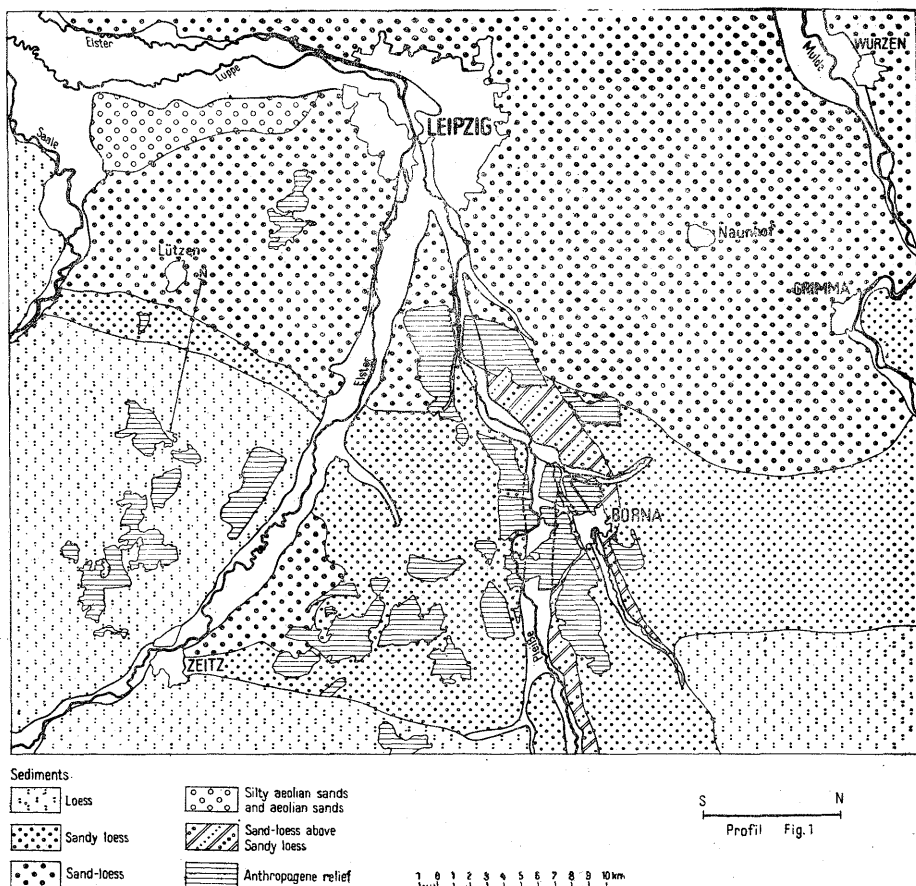 Elster
Luppe
Saale
LEIPZIG
Mulde
WURZEN
Naunhof
GRIMMA
Lützen
N
Elster
BORNA
Pleiße
ZEITZ
S
Sediments
Loess
Sandy loess
Sand-loess
Silty aeolian sands
and aeolian sands
Sand-loess above
Sandy loess
Anthropogene relief
S N
Profil Fig.1
1 0 1 2 3 4 5 6 7 8 9 10 km